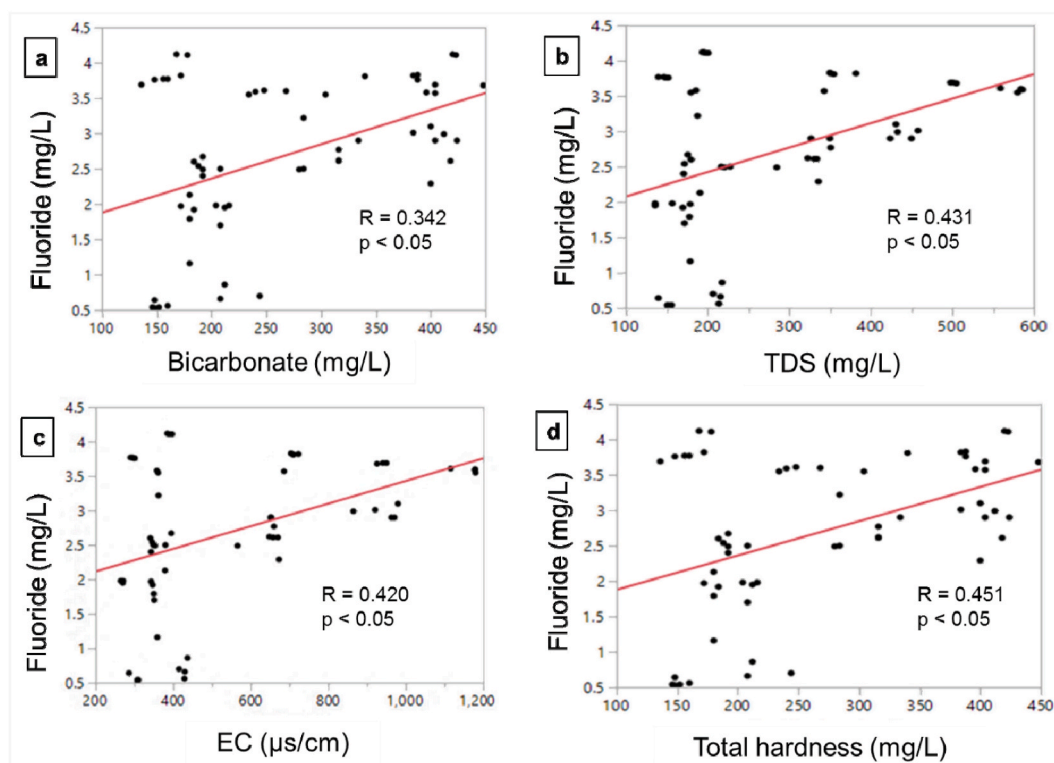 a
Fluoride (mg/L)
4.5
4
3.5
3
2.5
2
1.5
1
0.5
R = 0.342
p < 0.05
100 150 200 250 300 350 400 450
Bicarbonate (mg/L)
b
Fluoride (mg/L)
4.5
4
3.5
3
2.5
2
1.5
1
0.5
R = 0.431
p < 0.05
100 200 300 400 500 600
TDS (mg/L)
c
Fluoride (mg/L)
4.5
4
3.5
3
2.5
2
1.5
1
0.5
R = 0.420
p < 0.05
200 400 600 800 1,000 1,200
EC (µs/cm)
d
Fluoride (mg/L)
4.5
4
3.5
3
2.5
2
1.5
1
0.5
R = 0.451
p < 0.05
100 150 200 250 300 350 400 450
Total hardness (mg/L)